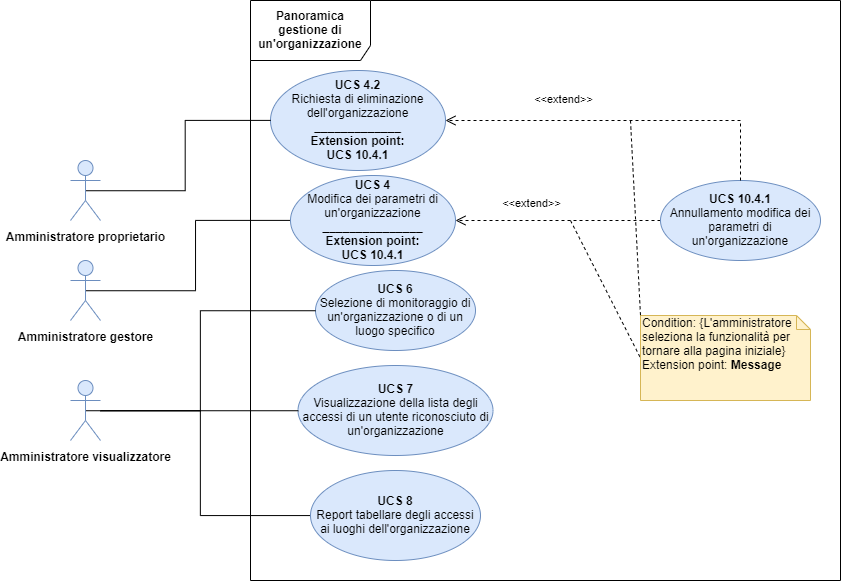 Panoramica
gestione di
un'organizzazione
UCS 4.2
Richiesta di eliminazione
dell'organizzazione
_____________
Extension point:
UCS 10.4.1
<<extend>>
UCS 4
Modifica dei parametri di
un'organizzazione
_______________
Extension point:
UCS 10.4.1
<<extend>>
UCS 10.4.1
Annullamento modifica dei
parametri di
un'organizzazione
Amministratore proprietario
UCS 6
Selezione di monitoraggio di
un'organizzazione o di un
luogo specifico
Amministratore gestore
Condition: {L'amministratore
seleziona la funzionalità per
tornare alla pagina iniziale}
Extension point: Message
UCS 7
Visualizzazione della lista degli
accessi di un utente riconosciuto di
un'organizzazione
Amministratore visualizzatore
UCS 8
Report tabellare degli accessi
ai luoghi dell'organizzazione